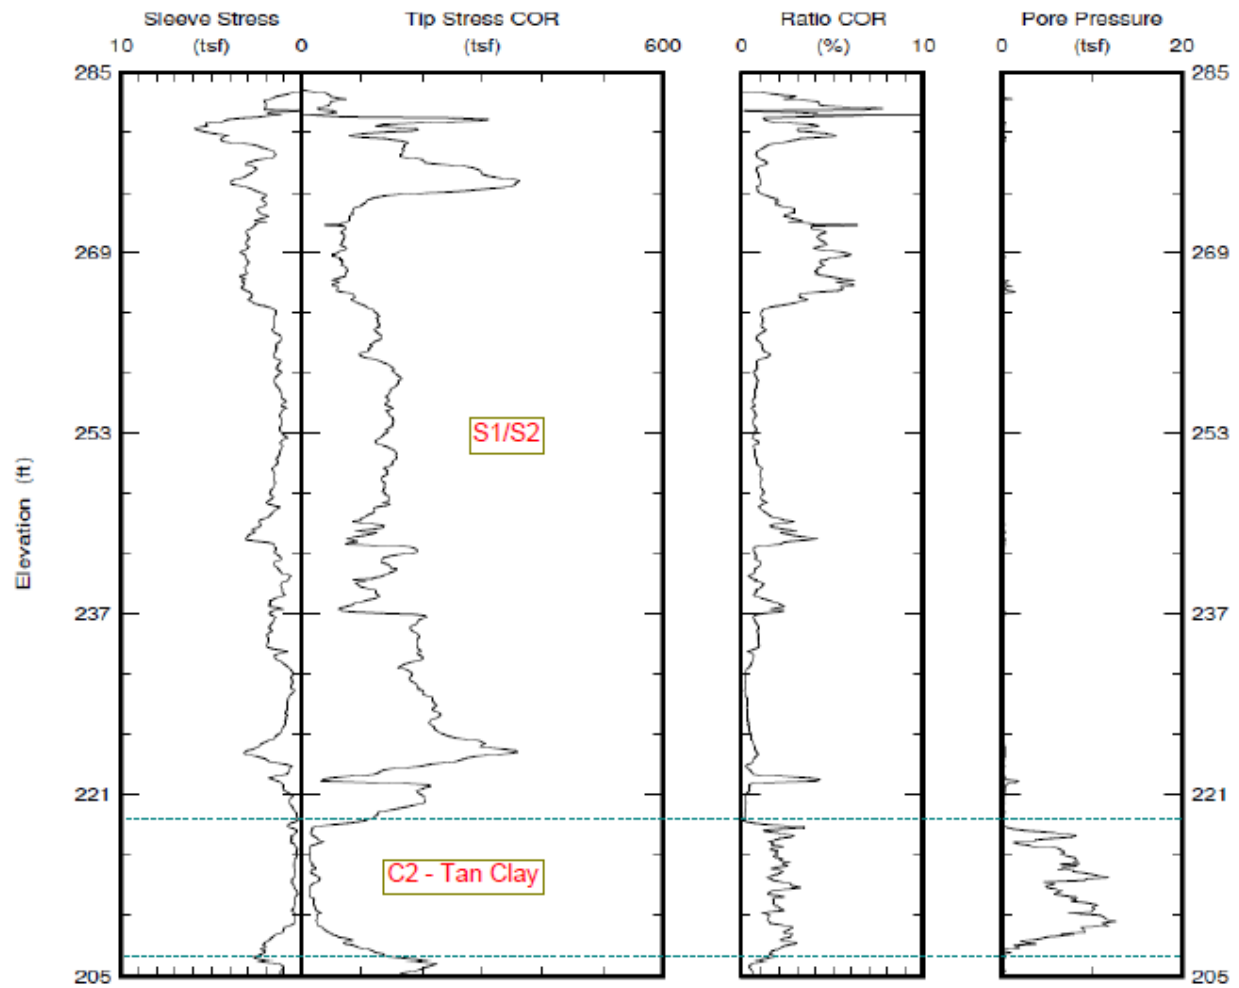 Sleeve Stress Tip Stress COR Ratio COR Pore Pressure
10 (tsf) 0 (tsf) 600 0 (%) 10 0 (tsf) 20
285 285
269 269
253 S1/S2 253
Elevation (ft)
237 237
221 221
C2 - Tan Clay
205 205